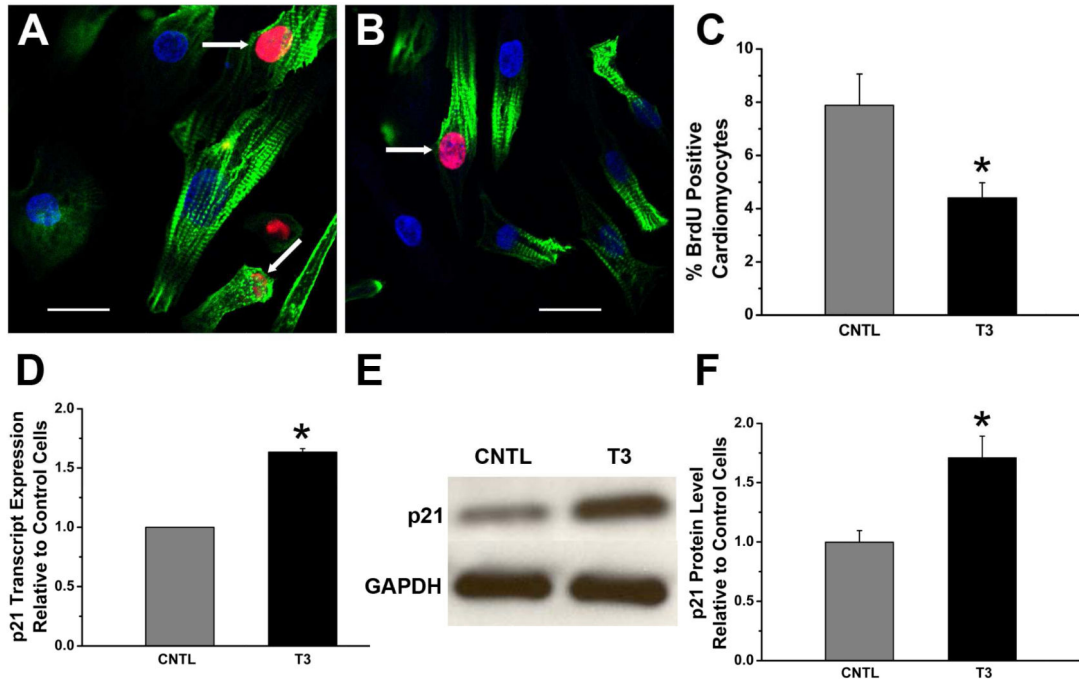 A
B
C
% BrdU Positive
Cardiomyocytes
10
8
6
4
2
0
*
CNTL
T3
D
p21 Transcript Expression
Relative to Control Cells
2.0
1.5
1.0
0.5
0.0
*
CNTL
T3
E
CNTL
T3
p21
GAPDH
F
p21 Protein Level
Relative to Control Cells
2.0
1.5
1.0
0.5
0.0
*
CNTL
T3